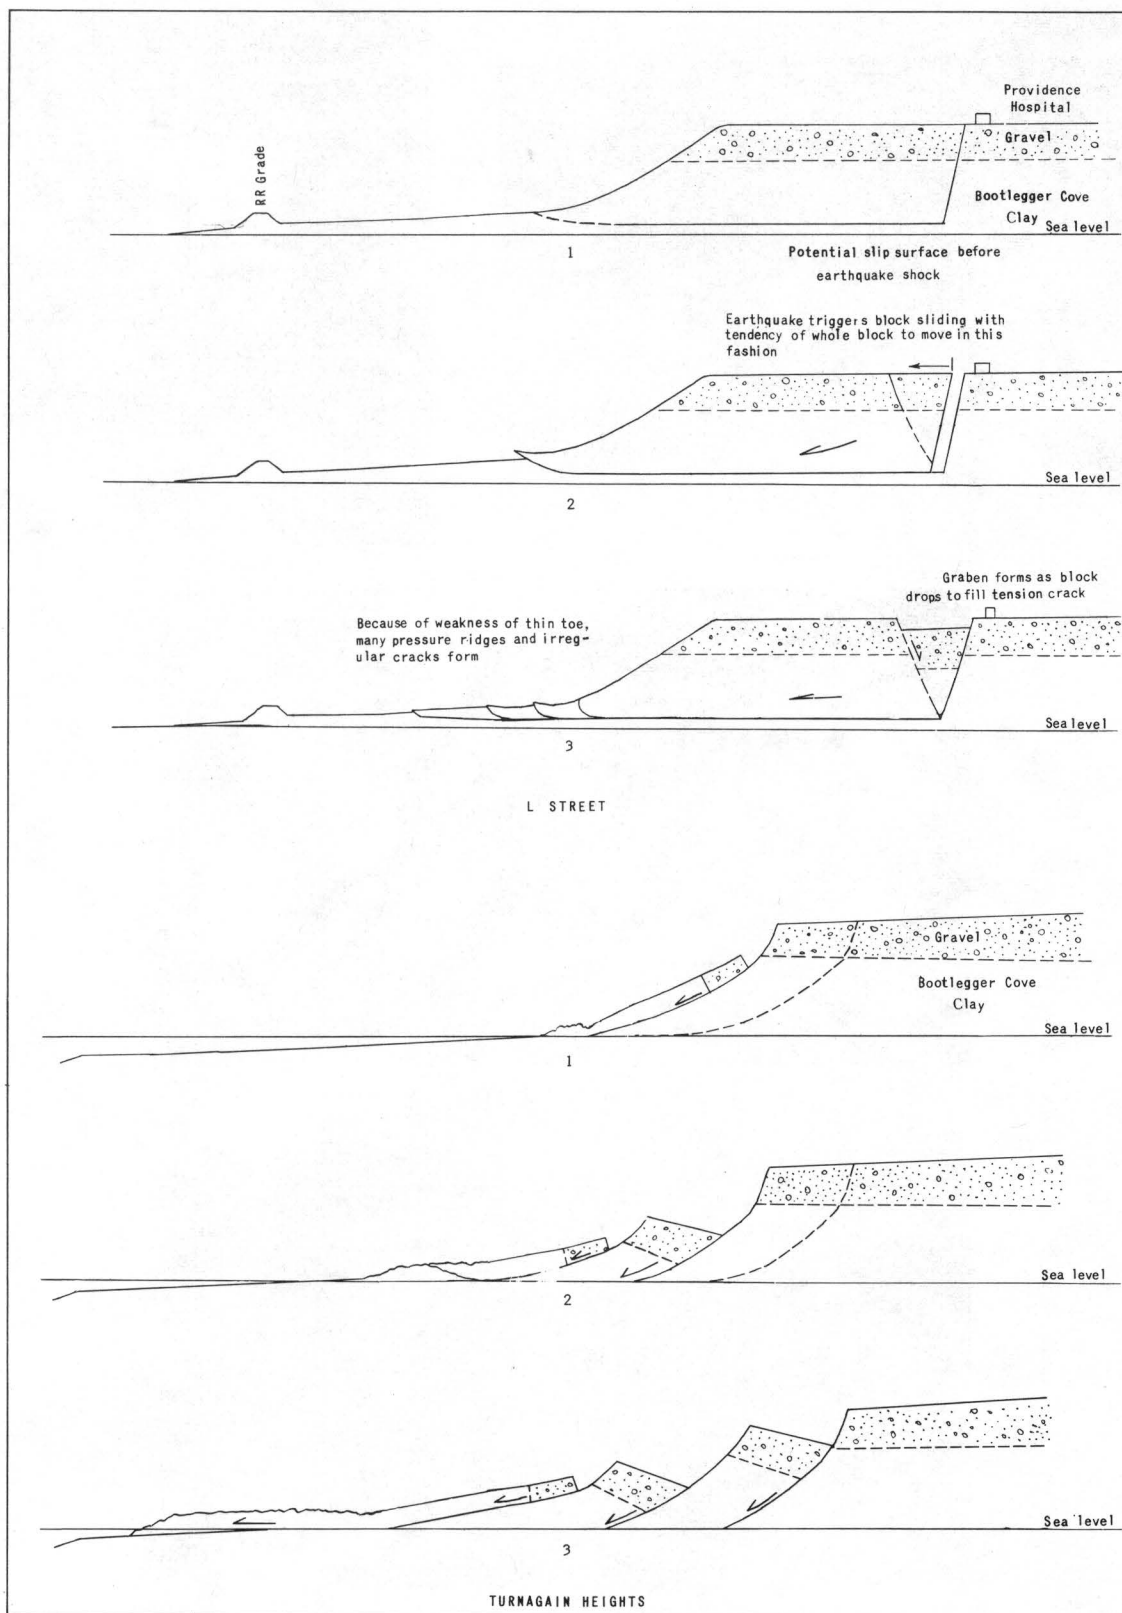 Providence
Hospital
Gravel
RR Grade
Bootlegger Cove
Clay
Sea level
1
Potential slip surface before
earthquake shock
Earthquake triggers block sliding with
tendency of whole block to move in this
fashion
Sea level
2
Graben forms as block
drops to fill tension crack
Because of weakness of thin toe,
many pressure ridges and irreg-
ular cracks form
Sea level
3
L STREET
Gravel
Bootlegger Cove
Clay
Sea level
1
Sea level
2
Sea level
3
TURNAGAIN HEIGHTS